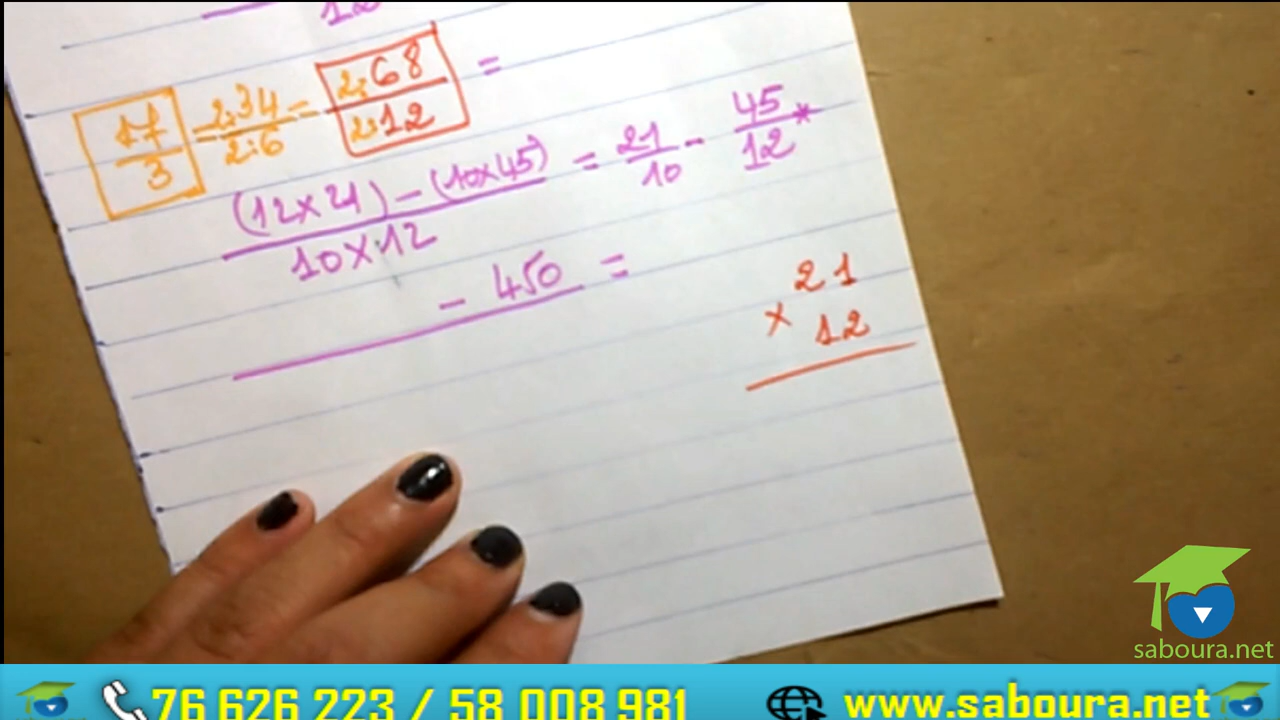 12
17/3 = 2:34/2:6 = 2:68/2:12 =
(12×21)-(10×45)/10×12 = 21/10 - 45/12 *
- 450 =
21
× 12
saboura.net
76 626 223 / 58 008 981
www.saboura.net